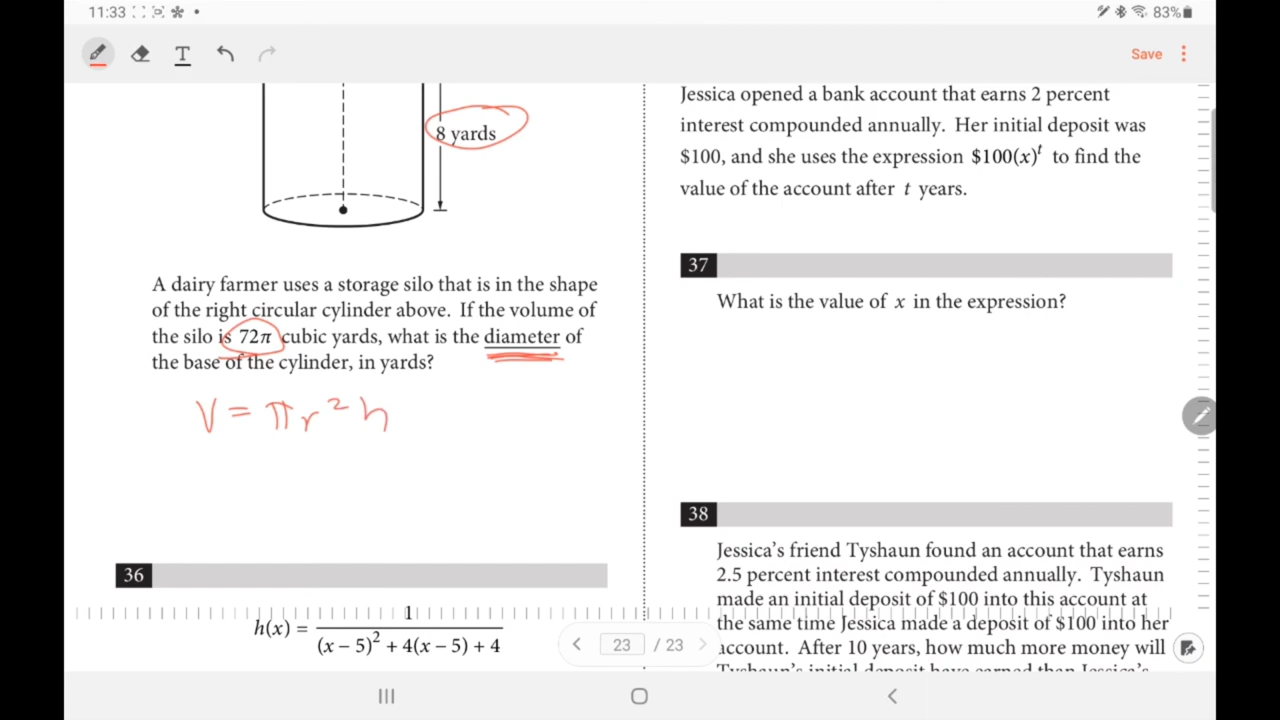 11:33
83%
Save
8 yards
A dairy farmer uses a storage silo that is in the shape
of the right circular cylinder above. If the volume of
the silo is 72π cubic yards, what is the diameter of
the base of the cylinder, in yards?
V = πr²h
36
h(x) = 1 / (x – 5)² + 4(x – 5) + 4
Jessica opened a bank account that earns 2 percent
interest compounded annually. Her initial deposit was
$100, and she uses the expression $100(x)ᵗ to find the
value of the account after t years.
37
What is the value of x in the expression?
38
Jessica's friend Tyshaun found an account that earns
2.5 percent interest compounded annually. Tyshaun
made an initial deposit of $100 into this account at
the same time Jessica made a deposit of $100 into her
account. After 10 years, how much more money will
Tyshaun's initial deposit have earned than Jessica's
23 / 23